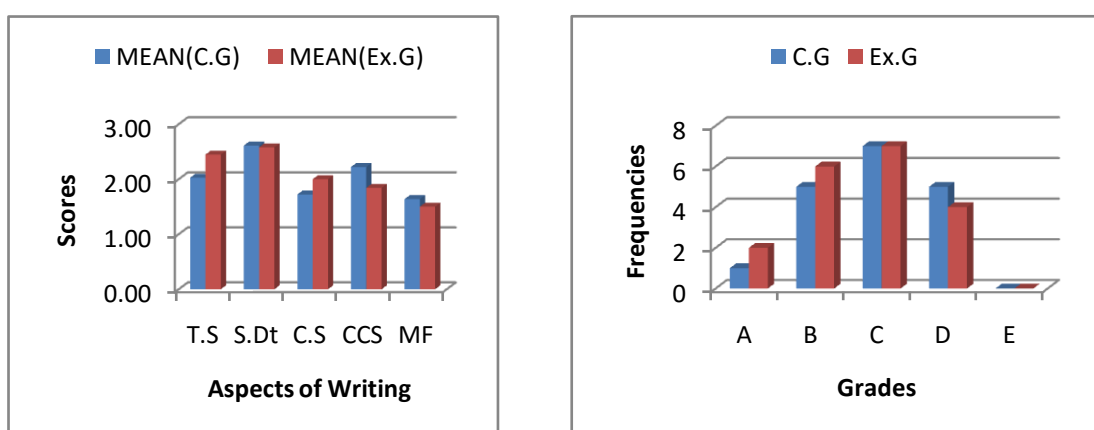 MEAN(C.G) MEAN(Ex.G)
3.00
2.00
1.00
0.00
Scores
T.S S.Dt C.S CCS MF
Aspects of Writing
C.G Ex.G
8
6
4
2
0
Frequencies
A B C D E
Grades